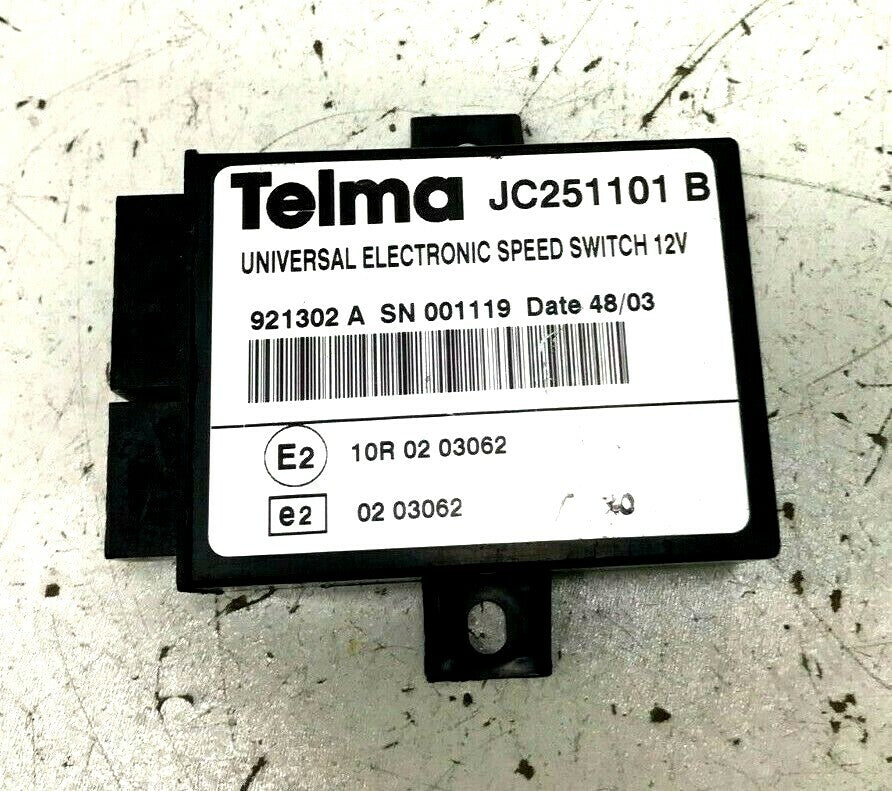 Telma JC251101 B
UNIVERSAL ELECTRONIC SPEED SWITCH 12V
921302 A SN 001119 Date 48/03
E2 10R 02 03062
e2 02 03062